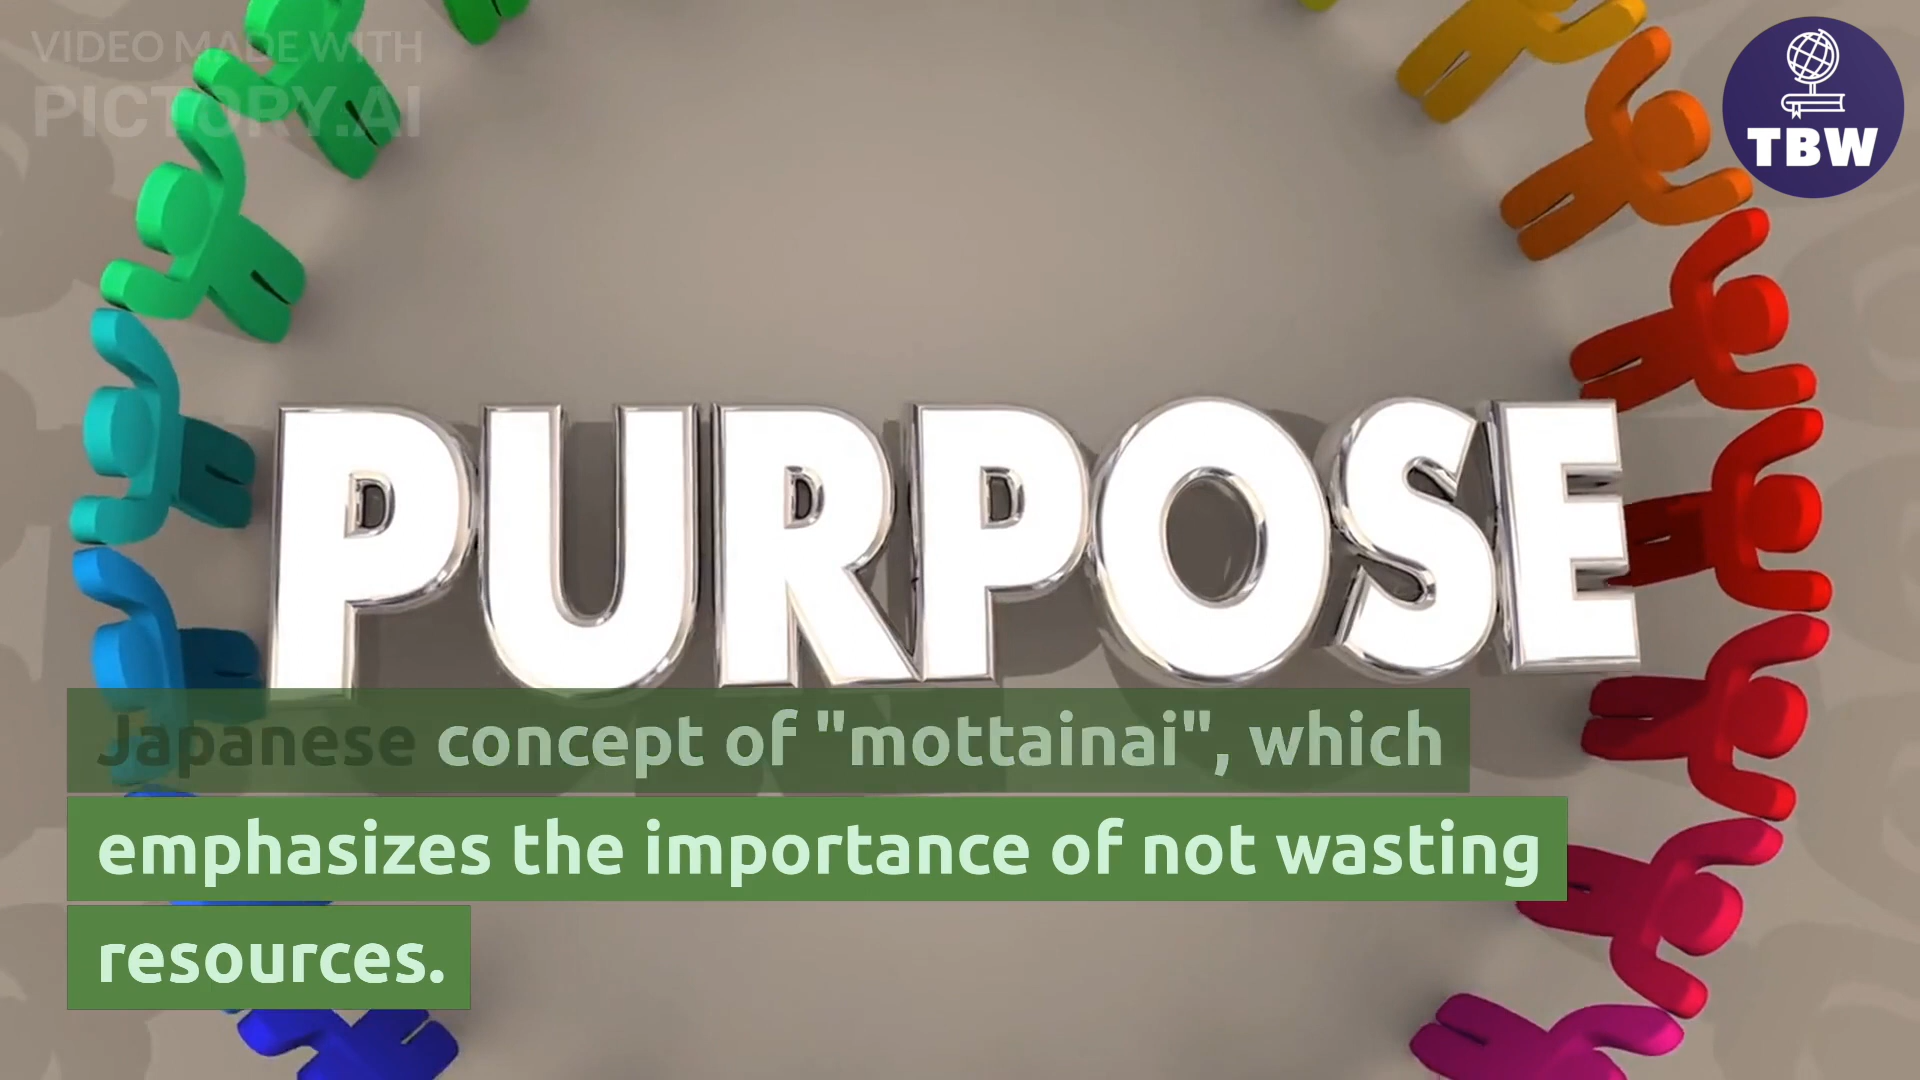 VIDEO MADE WITH
PICTORY.AI
TBW
PURPOSE
Japanese concept of "mottainai", which
emphasizes the importance of not wasting
resources.